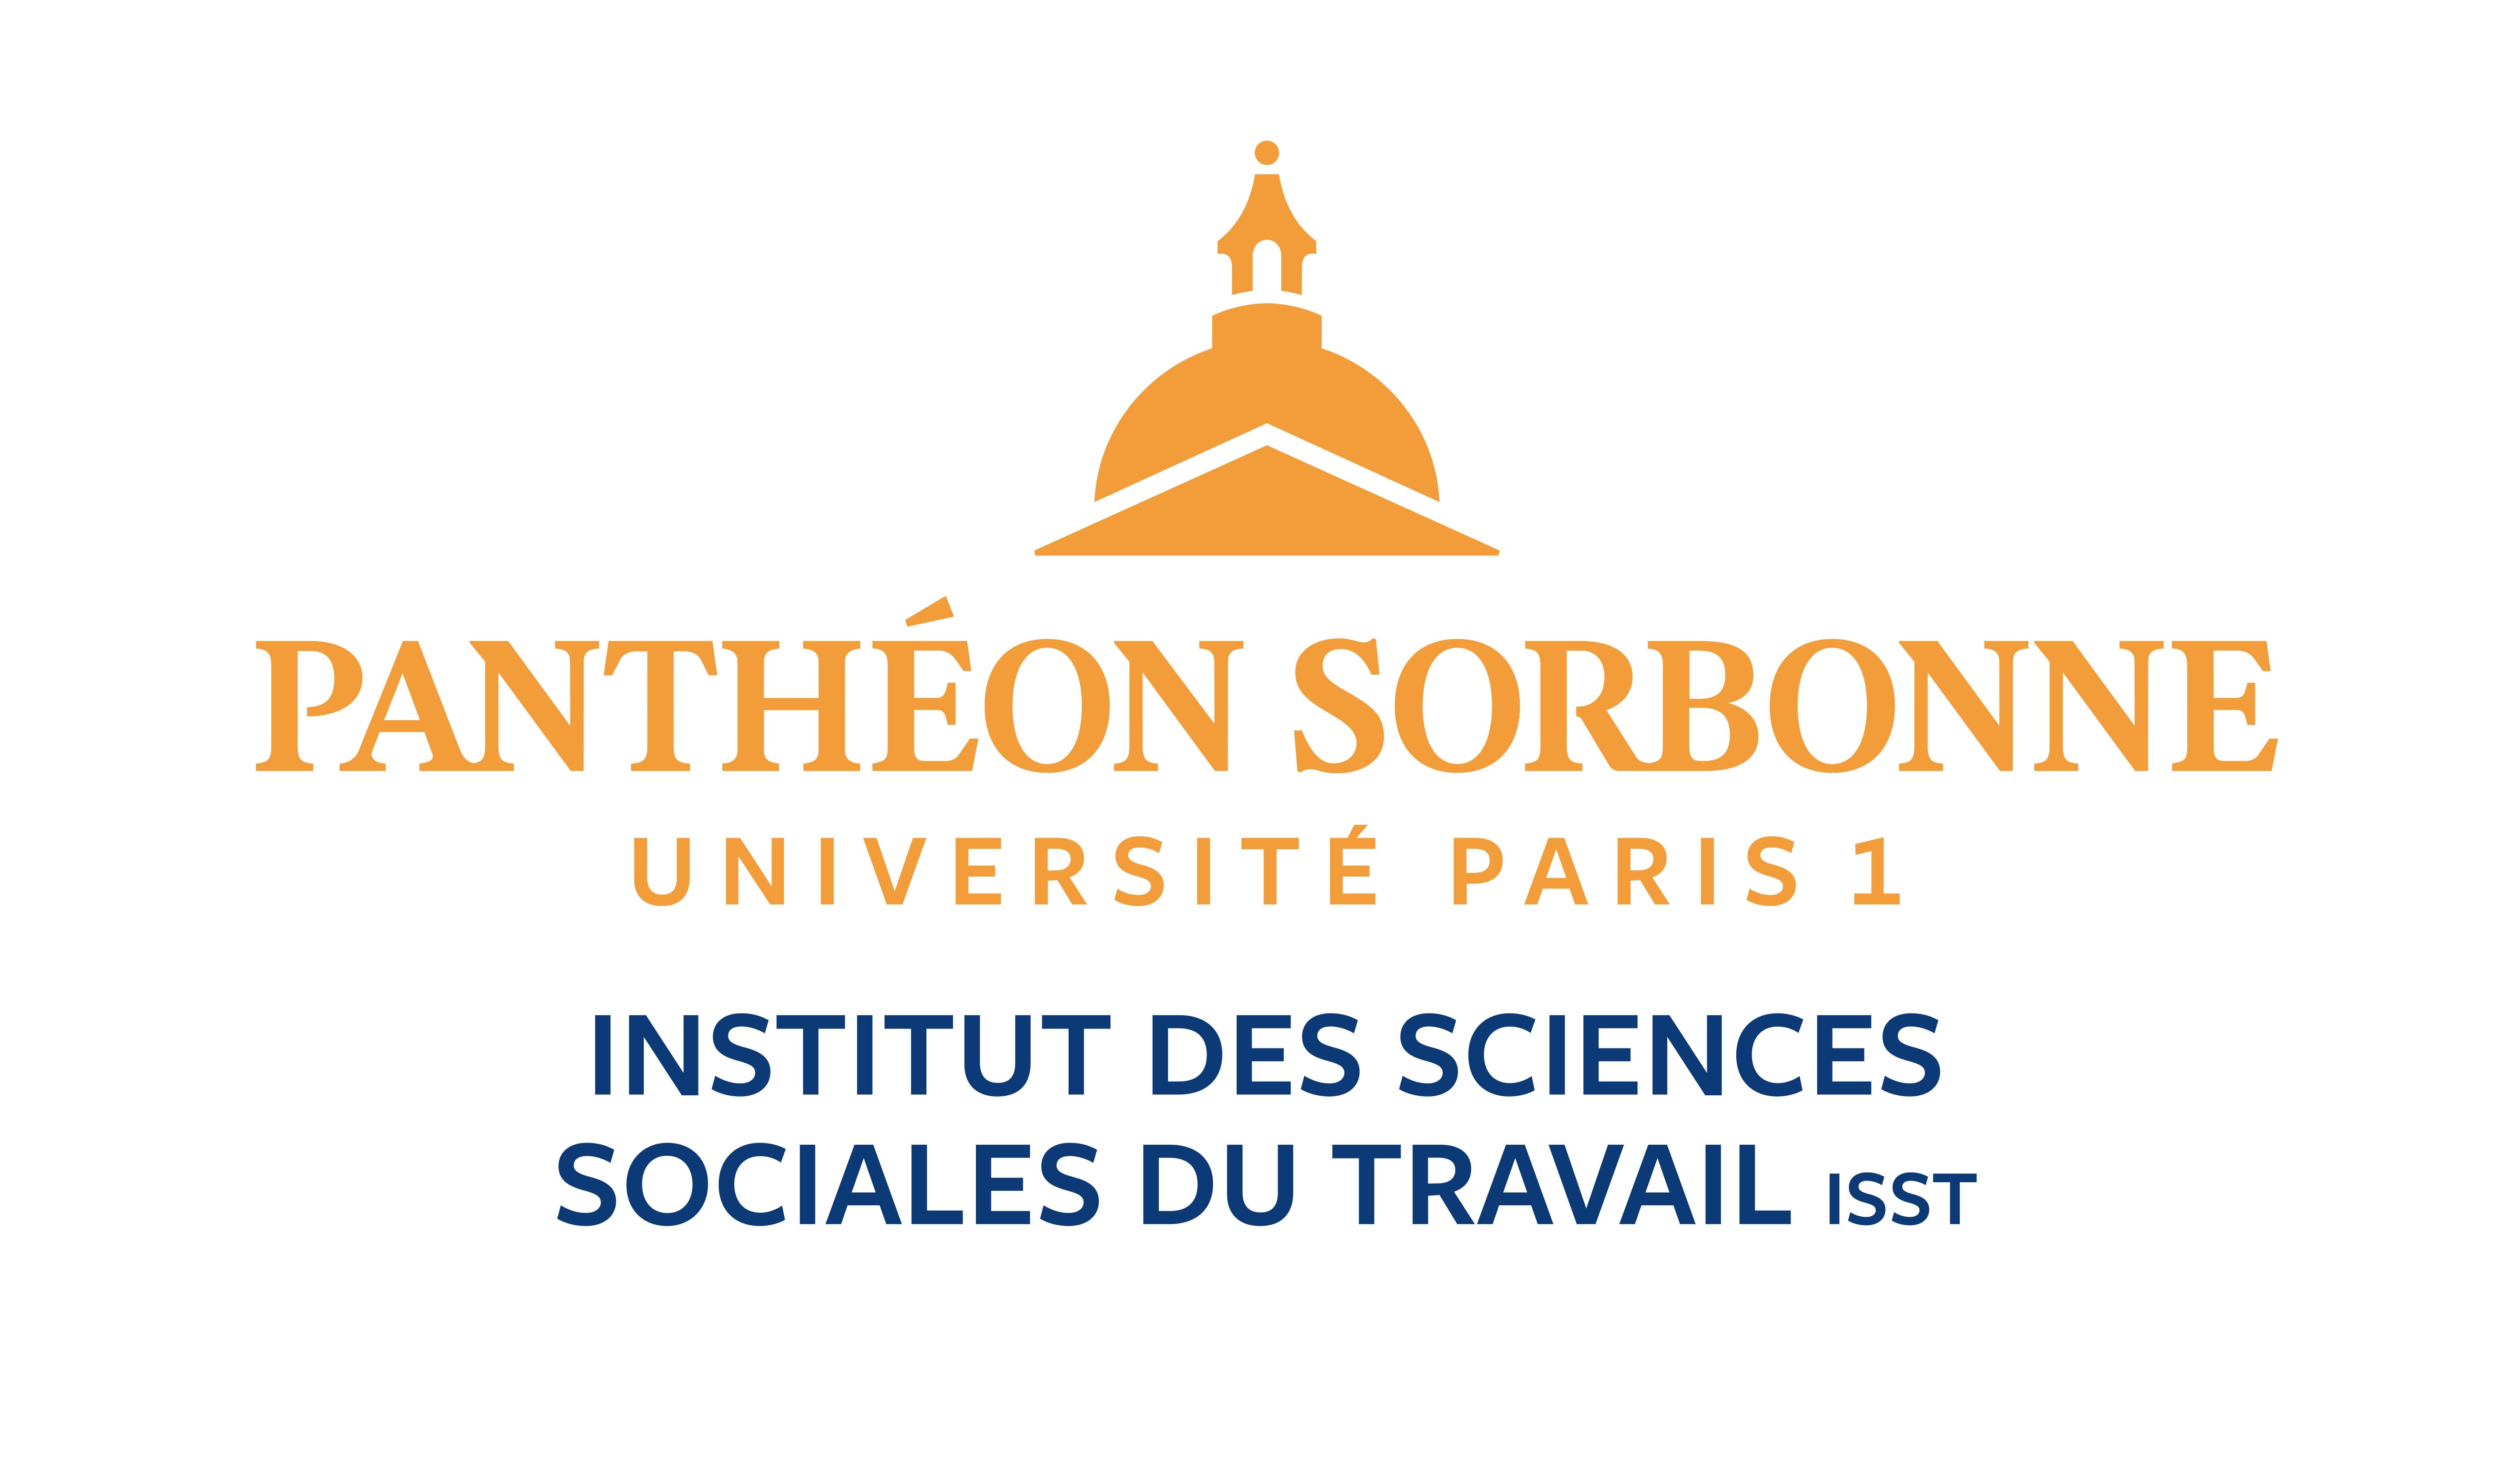 PANTHÉON SORBONNE
UNIVERSITÉ PARIS 1
INSTITUT DES SCIENCES
SOCIALES DU TRAVAIL ISST